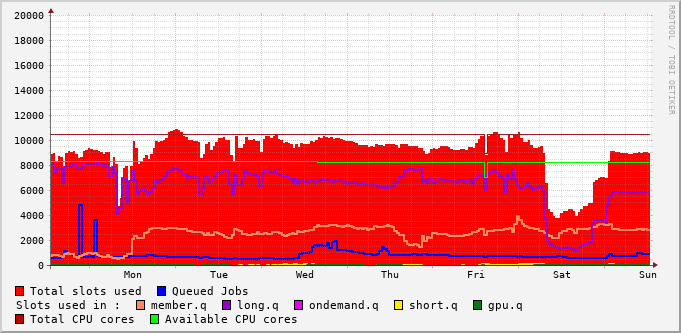 20000
18000
16000
14000
12000
10000
8000
6000
4000
2000
0
Mon Tue Wed Thu Fri Sat Sun
RRDTOOL / TOBI OETIKER
Total slots used Queued Jobs
Slots used in : member.q long.q ondemand.q short.q gpu.q
Total CPU cores Available CPU cores